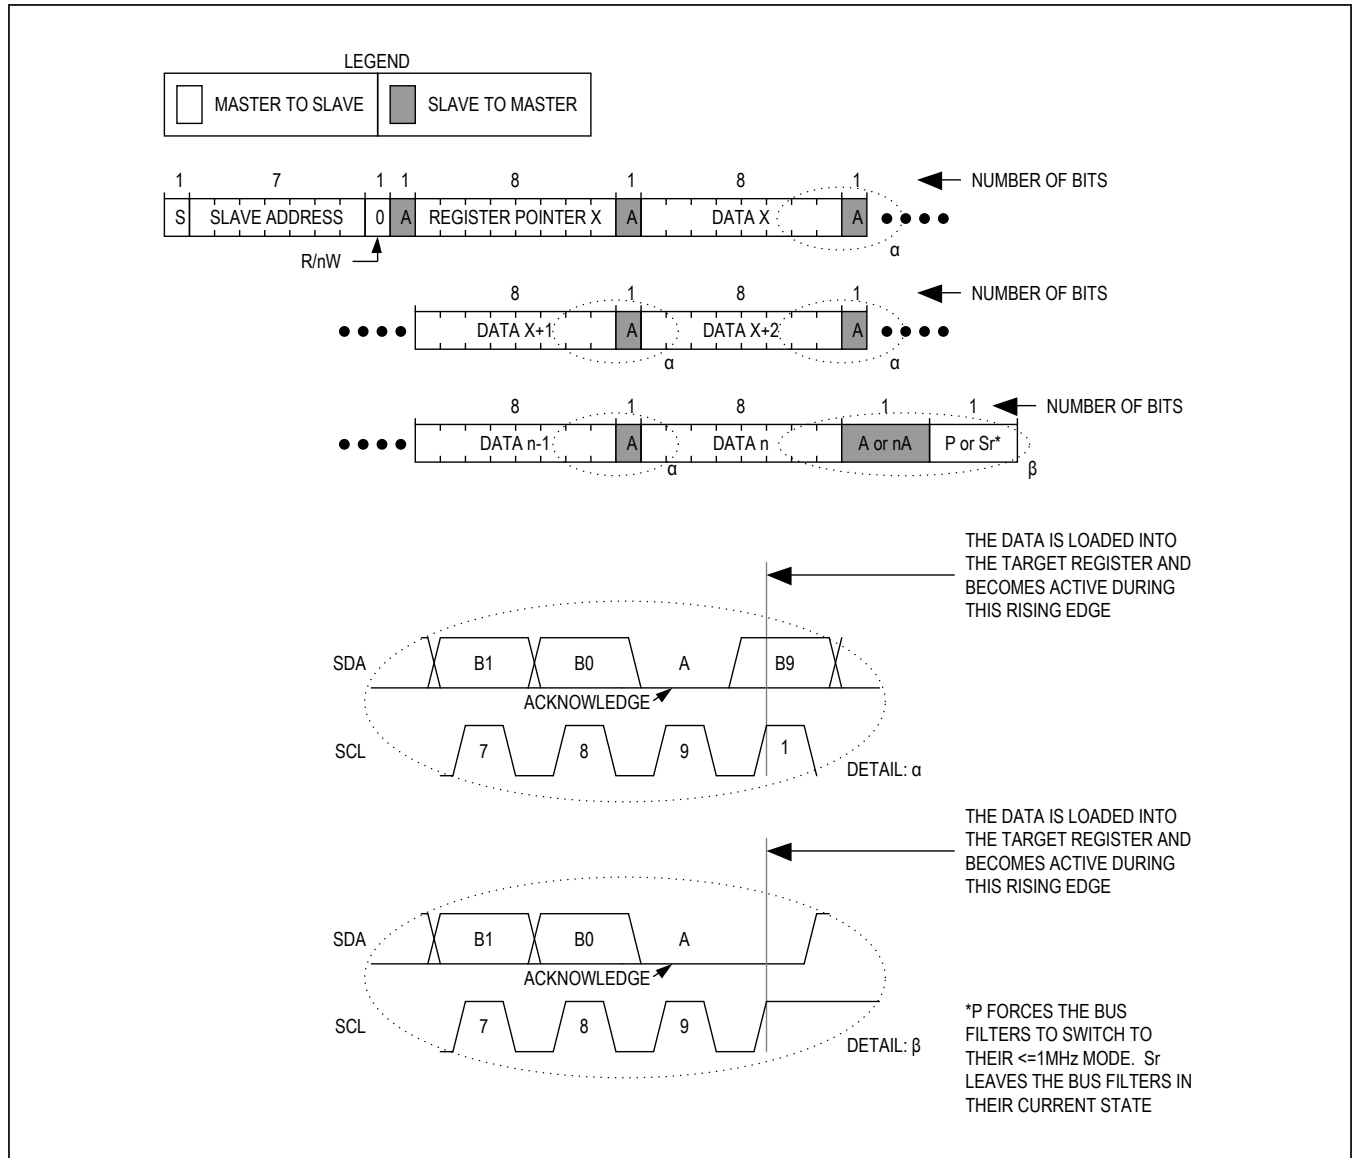 LEGEND
MASTER TO SLAVE SLAVE TO MASTER
1 7 1 1 8 1 8 1 NUMBER OF BITS
S SLAVE ADDRESS 0 A REGISTER POINTER X A DATA X A
α
R/nW
8 1 8 1 NUMBER OF BITS
DATA X+1 A DATA X+2 A
α α
8 1 8 1 1 NUMBER OF BITS
DATA n-1 A DATA n A or nA P or Sr*
α β
THE DATA IS LOADED INTO
THE TARGET REGISTER AND
BECOMES ACTIVE DURING
THIS RISING EDGE
SDA B1 B0 A B9
ACKNOWLEDGE
SCL 7 8 9 1
DETAIL: α
THE DATA IS LOADED INTO
THE TARGET REGISTER AND
BECOMES ACTIVE DURING
THIS RISING EDGE
SDA B1 B0 A
ACKNOWLEDGE
SCL 7 8 9
DETAIL: β
*P FORCES THE BUS
FILTERS TO SWITCH TO
THEIR <=1MHz MODE. Sr
LEAVES THE BUS FILTERS IN
THEIR CURRENT STATE